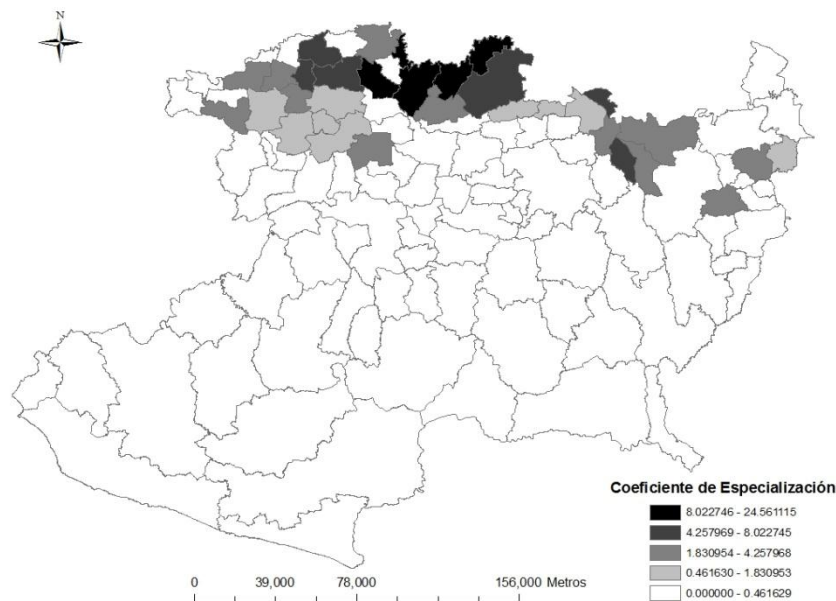 N
Coeficiente de Especialización
8.022746 - 24.561115
4.257969 - 8.022745
1.830954 - 4.257968
0.461630 - 1.830953
0.000000 - 0.461629
0 39,000 78,000 156,000 Metros